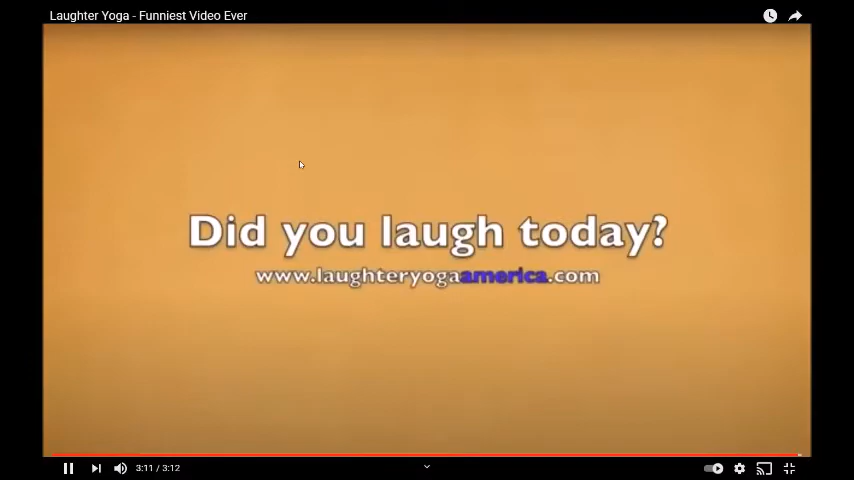 Laughter Yoga - Funniest Video Ever
Did you laugh today?
www.laughteryogaamerica.com
3:11 / 3:12